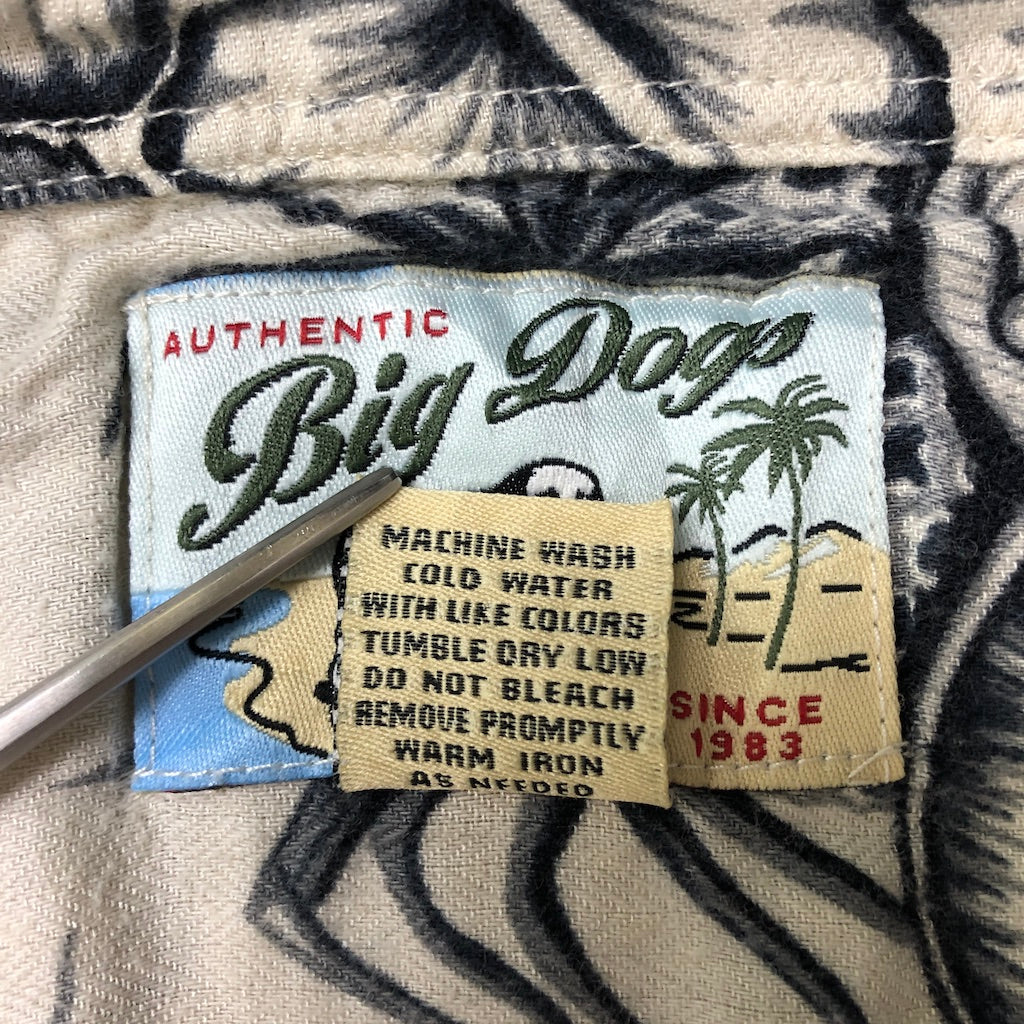 AUTHENTIC
Big Dogs
MACHINE WASH
COLD WATER
WITH LIKE COLORS
TUMBLE DRY LOW
DO NOT BLEACH
REMOVE PROMPTLY
WARM IRON
AS NEEDED
SINCE
1983